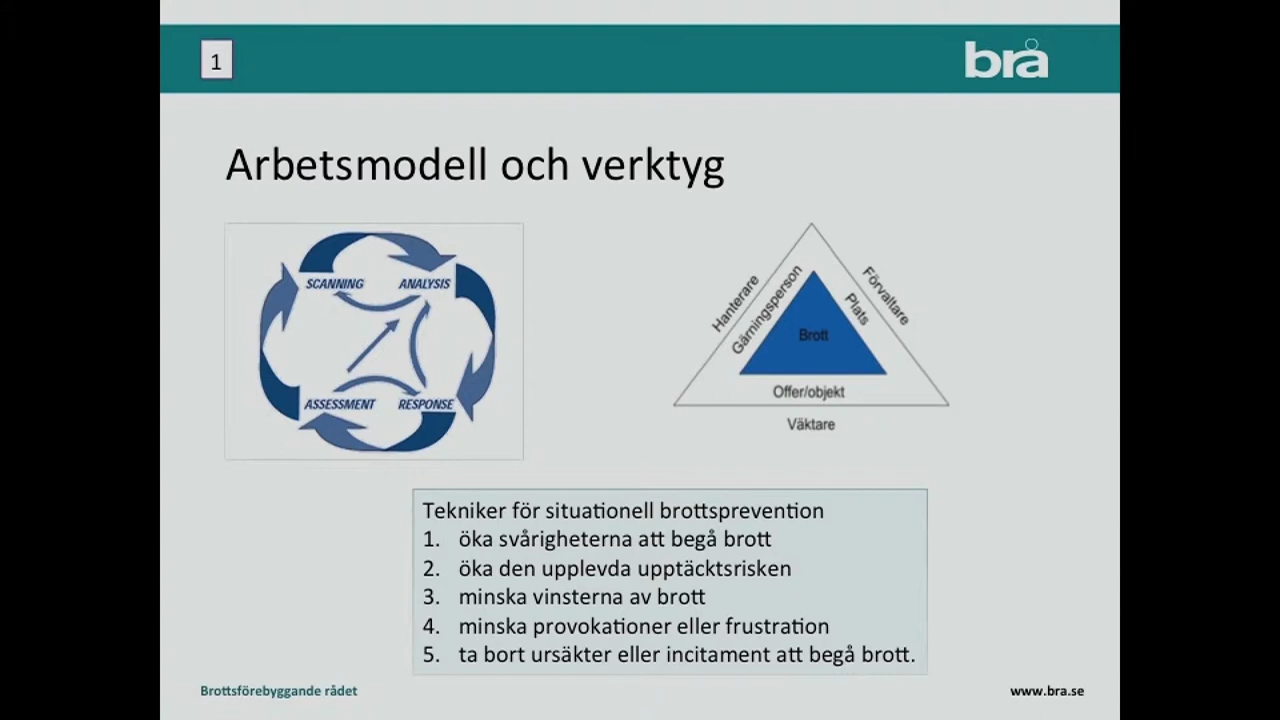 1
brå
Arbetsmodell och verktyg
SCANNING
ANALYSIS
ASSESSMENT
RESPONSE
Hanterare
Gärningsperson
Förvaltare
Plats
Brott
Offer/objekt
Väktare
Tekniker för situationell brottsprevention
1. öka svårigheterna att begå brott
2. öka den upplevda upptäcktsrisken
3. minska vinsterna av brott
4. minska provokationer eller frustration
5. ta bort ursäkter eller incitament att begå brott.
Brottsförebyggande rådet
www.bra.se